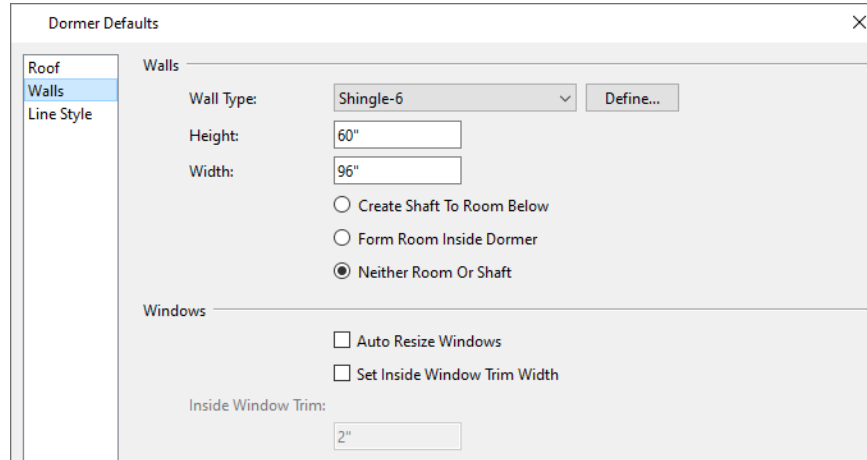 Dormer Defaults
Roof
Walls
Line Style
Walls
Wall Type: Shingle-6 Define...
Height: 60"
Width: 96"
Create Shaft To Room Below
Form Room Inside Dormer
Neither Room Or Shaft
Windows
Auto Resize Windows
Set Inside Window Trim Width
Inside Window Trim:
2"